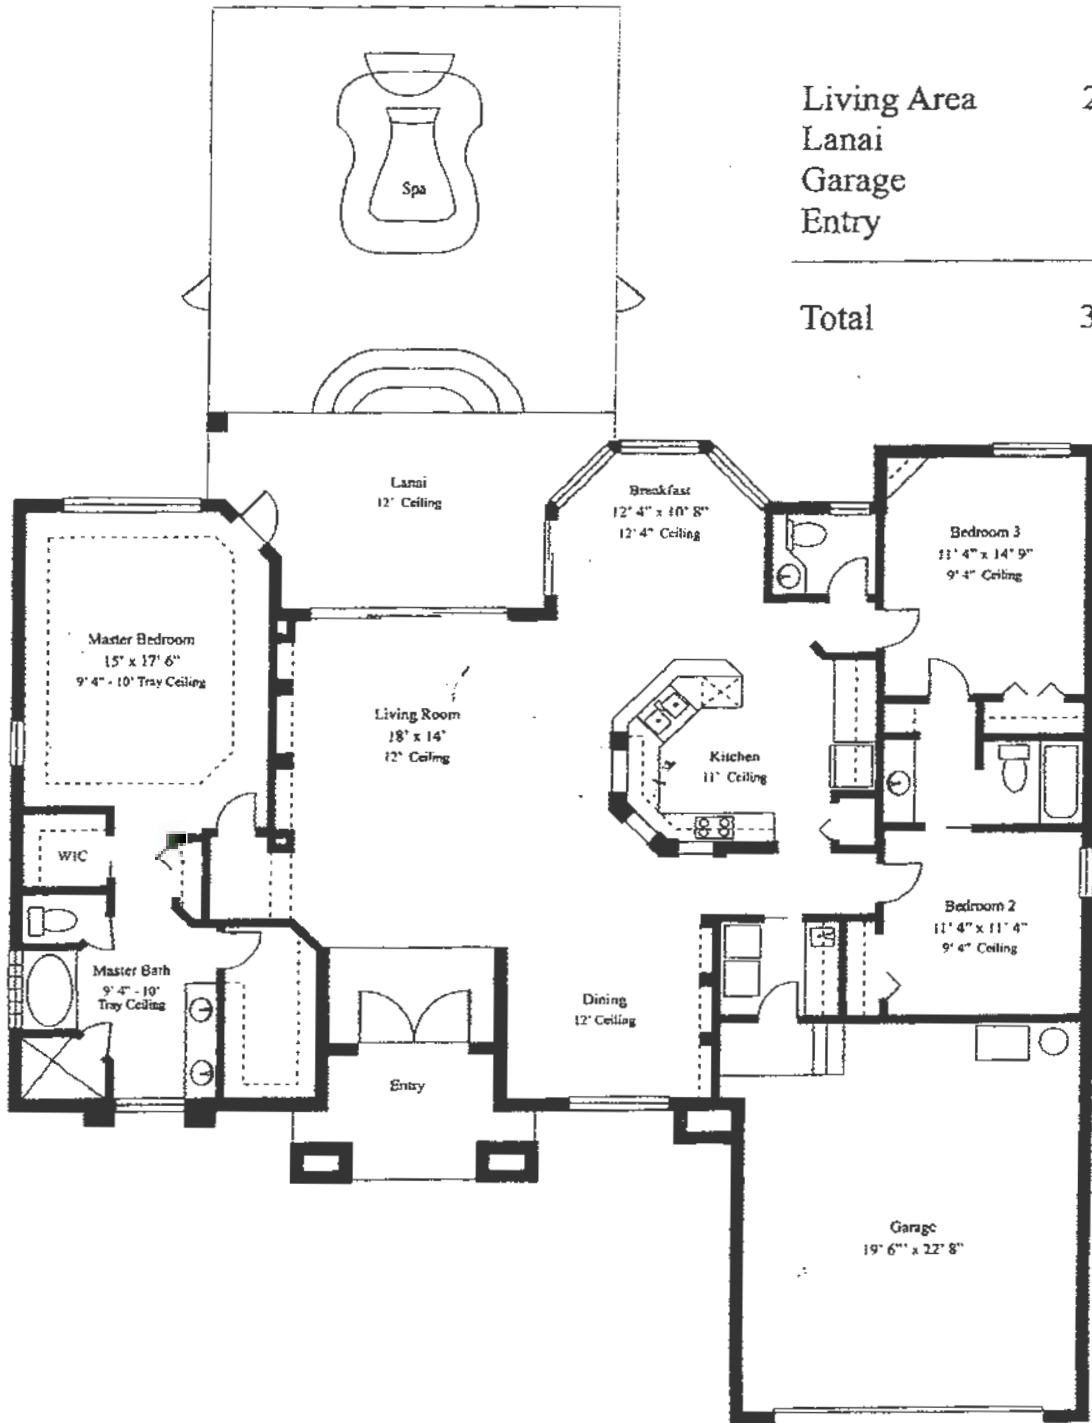 Living Area 2
Lanai
Garage
Entry
Total 3
Spa
Lanai
12' Ceiling
Breakfast
12' 4" x 10' 8"
12' 4" Ceiling
Bedroom 3
11' 4" x 14' 9"
9' 4" Ceiling
Master Bedroom
15' x 17' 6"
9' 4" - 10' Tray Ceiling
Living Room
18' x 14'
12' Ceiling
Kitchen
11' Ceiling
WIC
Bedroom 2
11' 4" x 11' 4"
9' 4" Ceiling
Master Bath
9' 4" - 10'
Tray Ceiling
Dining
12' Ceiling
Entry
Garage
19' 6"' x 22' 8"